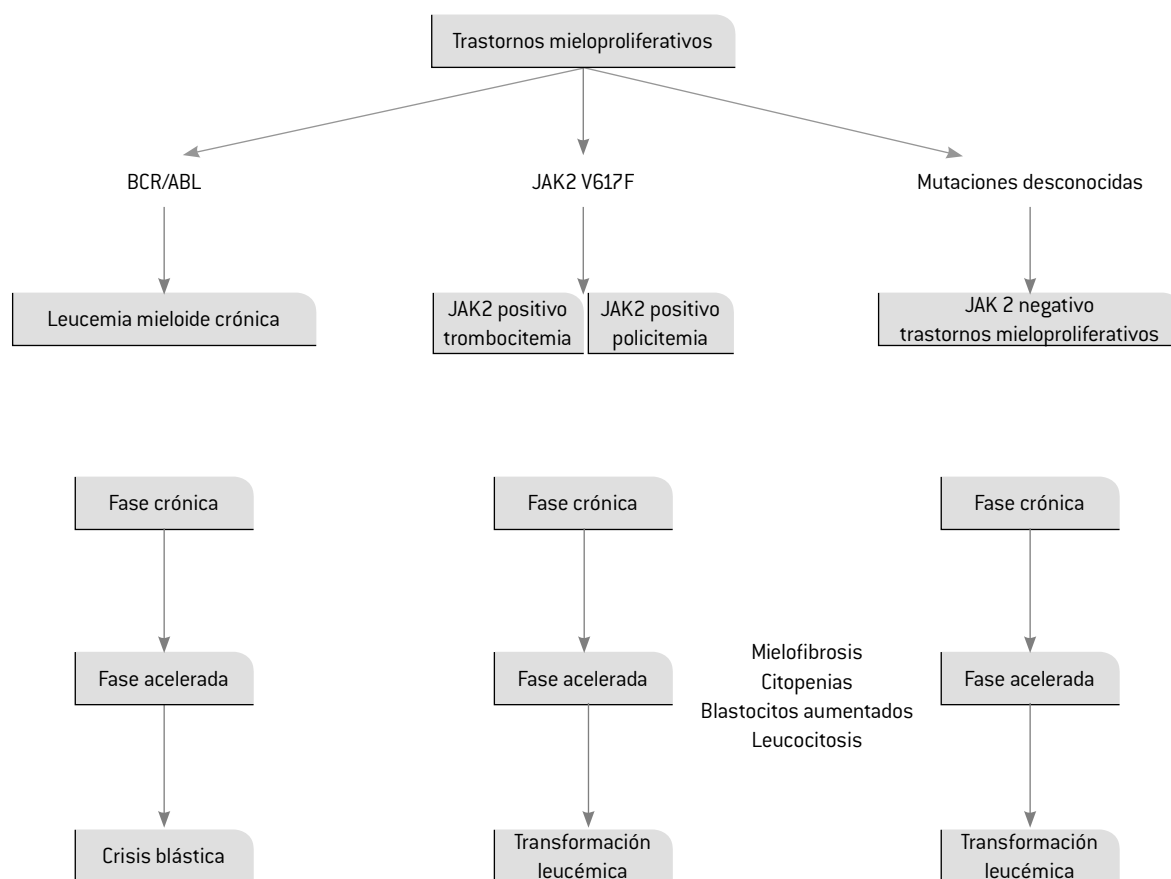 Trastornos mieloproliferativos
BCR/ABL
JAK2 V617F
Mutaciones desconocidas
Leucemia mieloide crónica
JAK2 positivo
trombocitemia
JAK2 positivo
policitemia
JAK 2 negativo
trastornos mieloproliferativos
Fase crónica
Fase crónica
Fase crónica
Fase acelerada
Fase acelerada
Mielofibrosis
Citopenias
Blastocitos aumentados
Leucocitosis
Fase acelerada
Crisis blástica
Transformación
leucémica
Transformación
leucémica